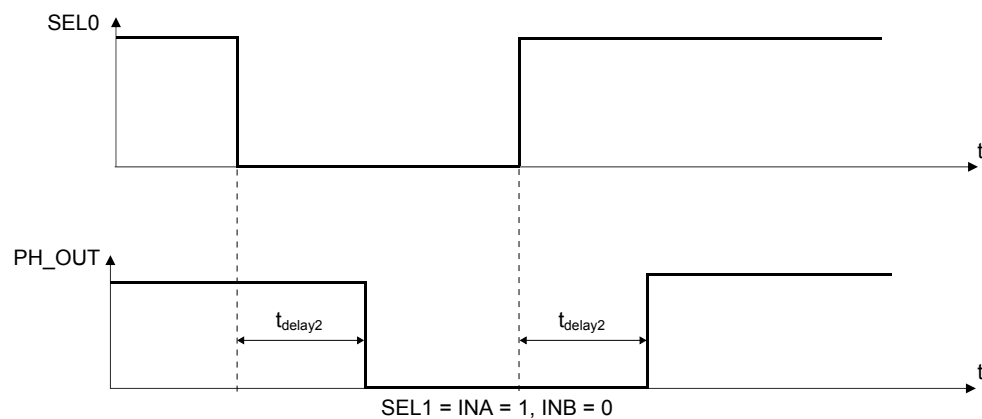 SEL0
t
PH_OUT
tdelay2
tdelay2
t
SEL1 = INA = 1, INB = 0